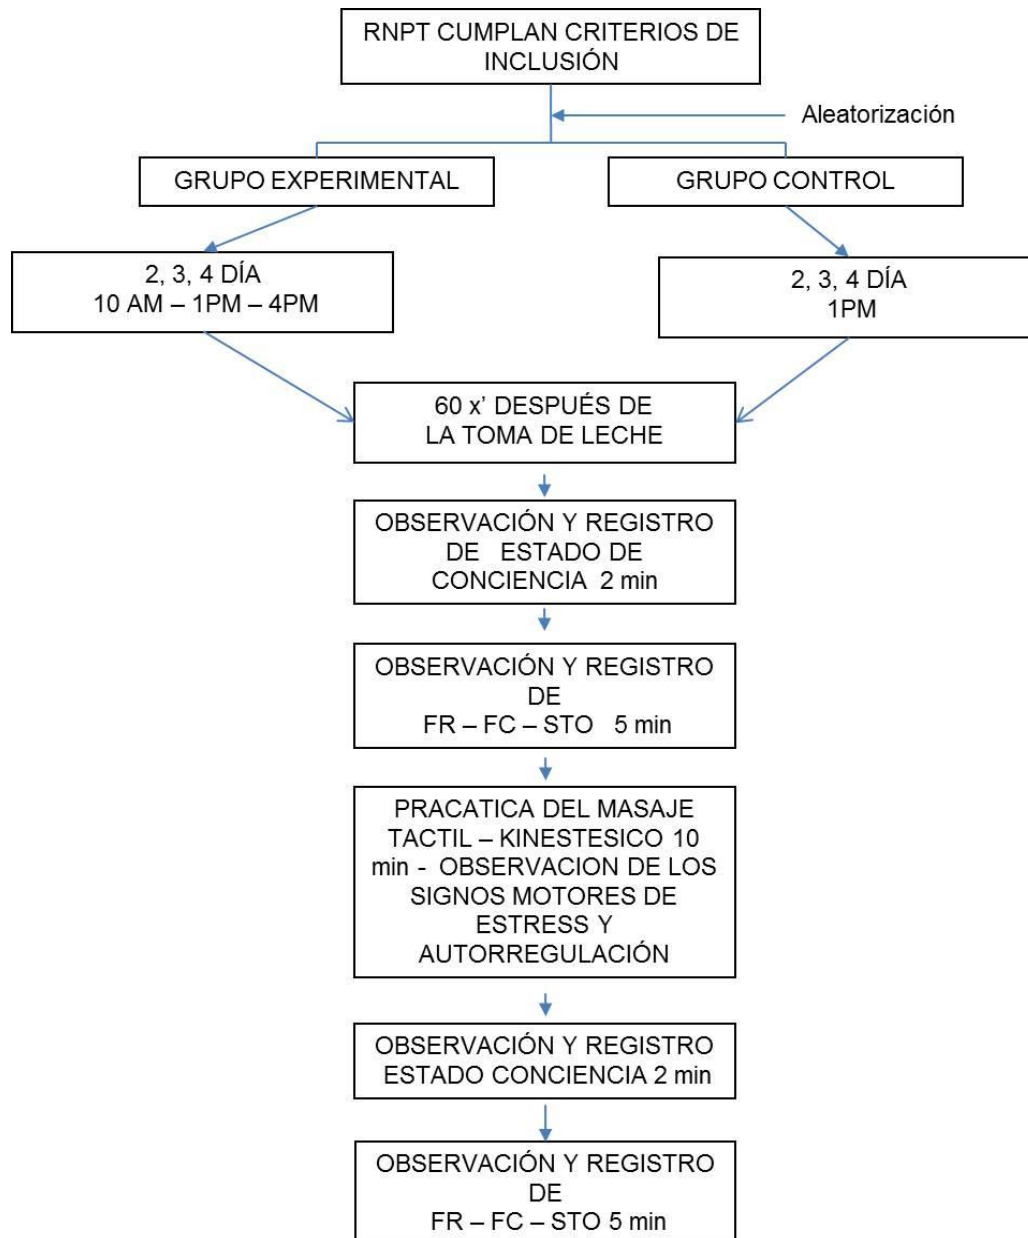 RNPT CUMPLAN CRITERIOS DE
INCLUSIÓN
Aleatorización
GRUPO EXPERIMENTAL
GRUPO CONTROL
2, 3, 4 DÍA
10 AM – 1PM – 4PM
2, 3, 4 DÍA
1PM
60 x’ DESPUÉS DE
LA TOMA DE LECHE
OBSERVACIÓN Y REGISTRO
DE ESTADO DE
CONCIENCIA 2 min
OBSERVACIÓN Y REGISTRO
DE
FR – FC – STO 5 min
PRACATICA DEL MASAJE
TACTIL – KINESTESICO 10
min - OBSERVACION DE LOS
SIGNOS MOTORES DE
ESTRESS Y
AUTORREGULACIÓN
OBSERVACIÓN Y REGISTRO
ESTADO CONCIENCIA 2 min
OBSERVACIÓN Y REGISTRO
DE
FR – FC – STO 5 min